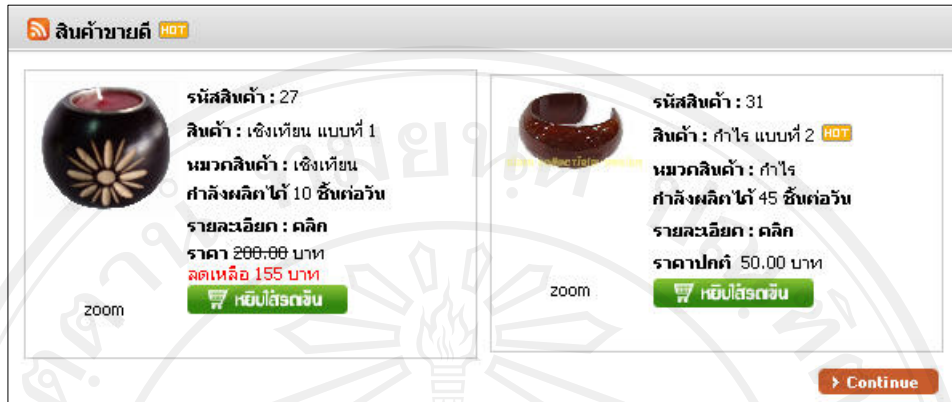 สินค้าขายดี HOT
รหัสสินค้า : 27
สินค้า : เชิงเทียน แบบที่ 1
หมวดสินค้า : เชิงเทียน
กำลังผลิตได้ 10 ชิ้นต่อวัน
รายละเอียด : คลิก
ราคา 200.00 บาท
ลดเหลือ 155 บาท
หยิบใส่รถเข็น
zoom
รหัสสินค้า : 31
สินค้า : กำไร แบบที่ 2 HOT
หมวดสินค้า : กำไร
กำลังผลิตได้ 45 ชิ้นต่อวัน
รายละเอียด : คลิก
ราคาปกติ 50.00 บาท
หยิบใส่รถเข็น
zoom
Continue